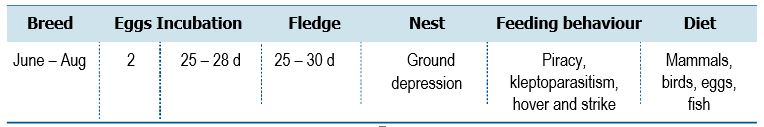 Breed Eggs Incubation Fledge Nest Feeding behaviour Diet
June – Aug 2 25 – 28 d 25 – 30 d Ground depression Piracy, kleptoparasitism, hover and strike Mammals, birds, eggs, fish